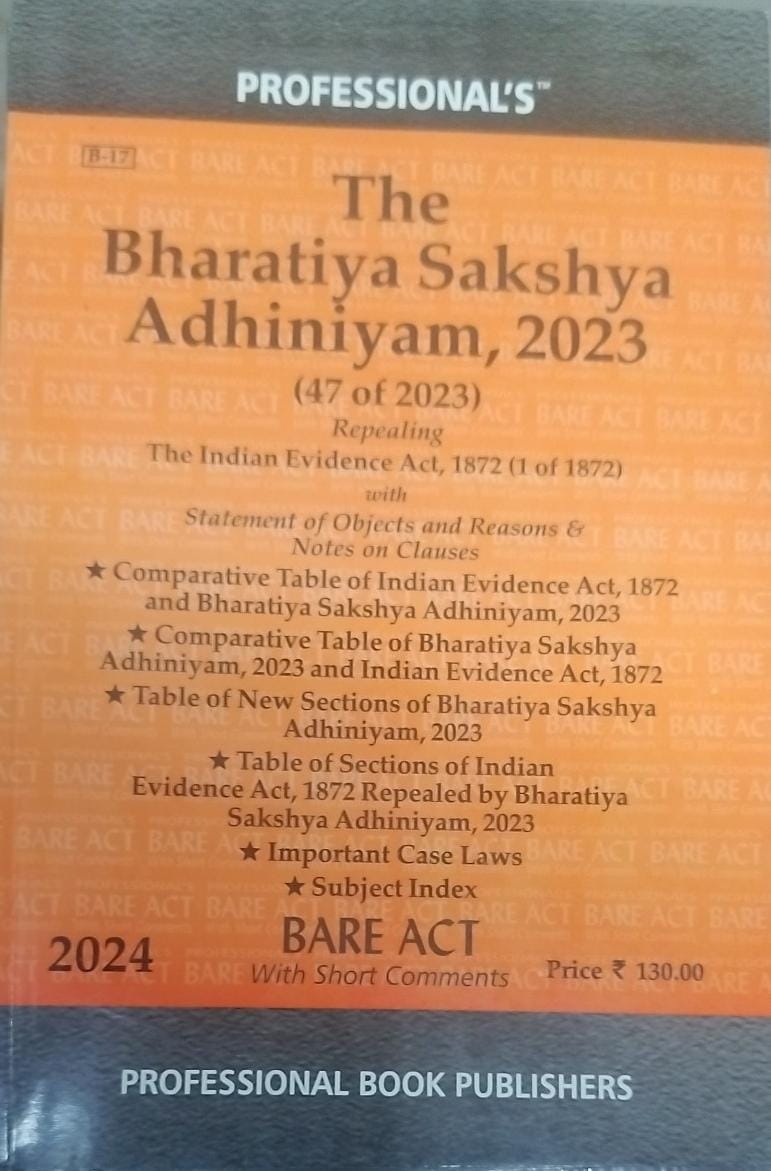 PROFESSIONAL'S™
B-17
The
Bharatiya Sakshya
Adhiniyam, 2023
(47 of 2023)
Repealing
The Indian Evidence Act, 1872 (1 of 1872)
with
Statement of Objects and Reasons &
Notes on Clauses
★ Comparative Table of Indian Evidence Act, 1872
and Bharatiya Sakshya Adhiniyam, 2023
★ Comparative Table of Bharatiya Sakshya
Adhiniyam, 2023 and Indian Evidence Act, 1872
★ Table of New Sections of Bharatiya Sakshya
Adhiniyam, 2023
★ Table of Sections of Indian
Evidence Act, 1872 Repealed by Bharatiya
Sakshya Adhiniyam, 2023
★ Important Case Laws
★ Subject Index
BARE ACT
2024 With Short Comments Price ₹ 130.00
PROFESSIONAL BOOK PUBLISHERS